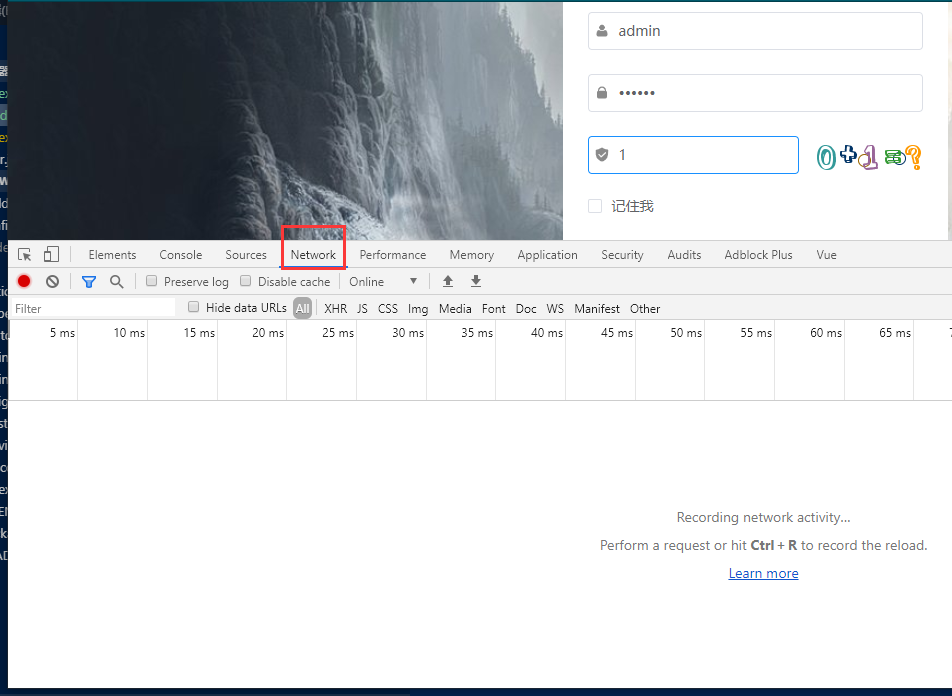 admin
••••••
1
0+1=?
记住我
Elements Console Sources Network Performance Memory Application Security Audits Adblock Plus Vue
Preserve log Disable cache Online
Filter Hide data URLs All XHR JS CSS Img Media Font Doc WS Manifest Other
5 ms 10 ms 15 ms 20 ms 25 ms 30 ms 35 ms 40 ms 45 ms 50 ms 55 ms 60 ms 65 ms
Recording network activity...
Perform a request or hit Ctrl + R to record the reload.
Learn more